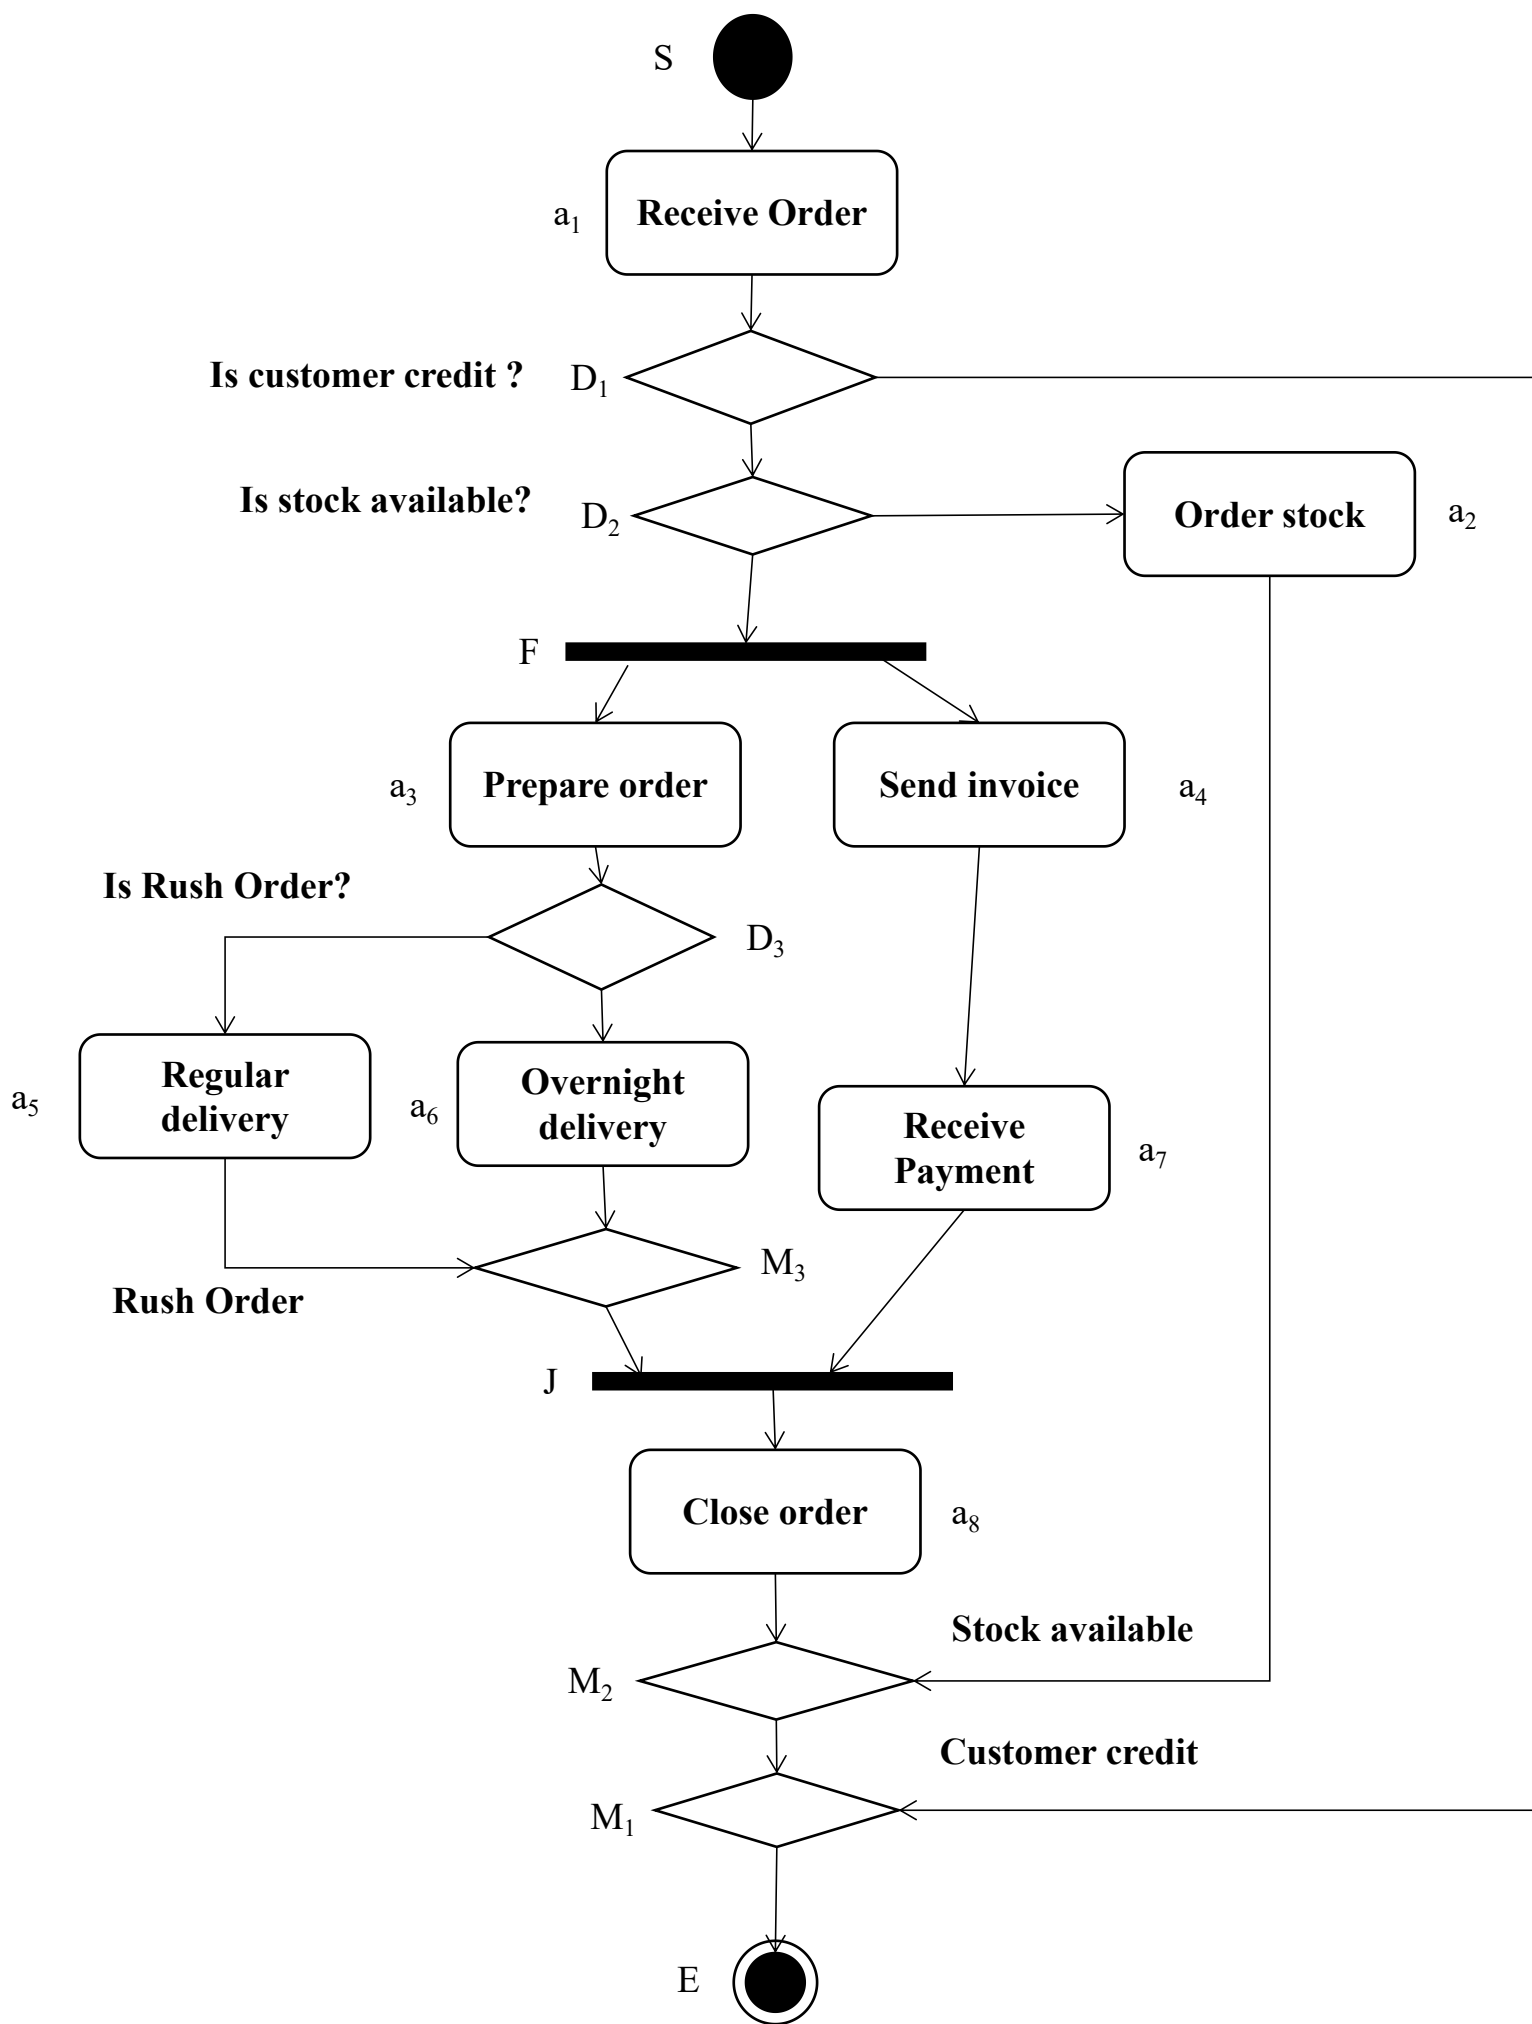 S
Receive Order
a₁
Is customer credit ?
D₁
Is stock available?
D₂
Order stock
a₂
F
a₃
Prepare order
Send invoice
a₄
Is Rush Order?
D₃
a₅
Regular
delivery
a₆
Overnight
delivery
Receive
Payment
a₇
M₃
Rush Order
J
Close order
a₈
Stock available
M₂
Customer credit
M₁
E